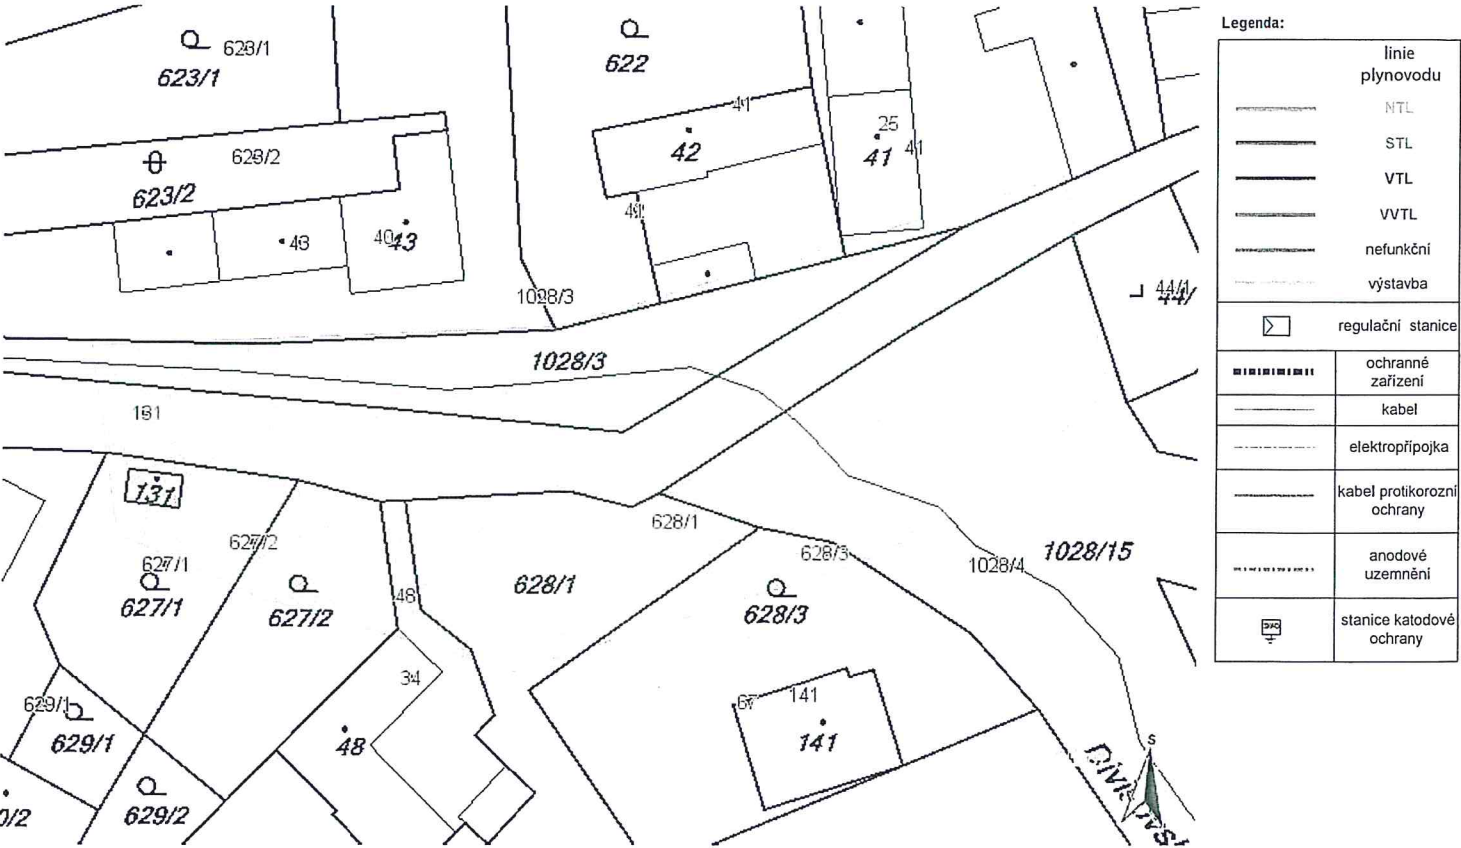 Legenda:
linie
plynovodu
NTL
STL
VTL
VVTL
nefunkční
výstavba
regulační stanice
ochranné
zařízení
kabel
elektropřípojka
kabel protikorozní
ochrany
anodové
uzemnění
stanice katodové
ochrany
623/1
623/1
622
41
42
25
41
41
623/2
623/2
41
43
40
43
1028/3
44/1
44/
1028/3
131
131
628/1
627/2
628/3
1028/15
627/1
1028/4
627/1
627/2
48
628/1
628/3
34
629/1
67
141
629/1
48
141
S
629/2
0/2